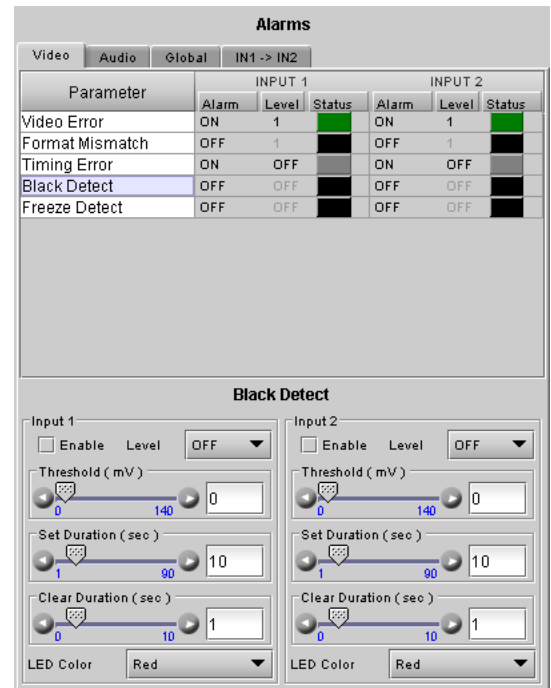 Alarms
Video Audio Global IN1 -> IN2
Parameter INPUT 1 INPUT 2
Alarm Level Status Alarm Level Status
Video Error ON 1 ON 1
Format Mismatch OFF 1 OFF 1
Timing Error ON OFF ON OFF
Black Detect OFF OFF OFF OFF
Freeze Detect OFF OFF OFF OFF
Black Detect
Input 1 Input 2
Enable Level OFF Enable Level OFF
Threshold ( mV ) Threshold ( mV )
0 140 0 0 140 0
Set Duration ( sec ) Set Duration ( sec )
1 90 10 1 90 10
Clear Duration ( sec ) Clear Duration ( sec )
0 10 1 0 10 1
LED Color Red LED Color Red